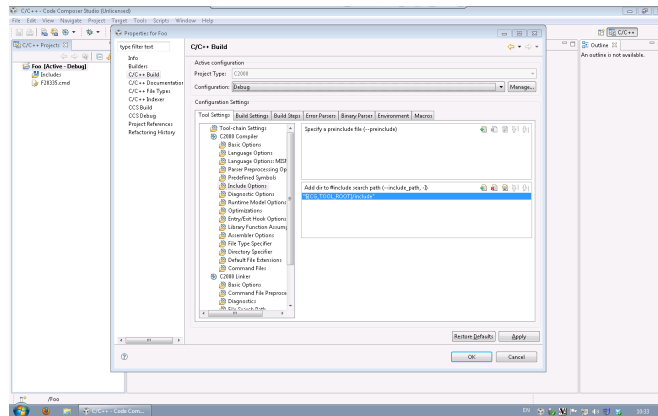 C/C++ - Code Composer Studio (Unlicensed)
File Edit View Navigate Project Target Tools Scripts Window Help
C/C++
C/C++ Projects
Foo [Active - Debug]
Includes
F28335.cmd
Properties for Foo
type filter text
Info
Builders
C/C++ Build
C/C++ Documentation
C/C++ File Types
C/C++ Indexer
CCS Build
CCS Debug
Project References
Refactoring History
C/C++ Build
Active configuration
Project Type: C2000
Configuration: Debug
Manage...
Configuration Settings
Tool Settings Build Settings Build Steps Error Parsers Binary Parser Environment Macros
Tool-chain Settings
C2000 Compiler
Basic Options
Language Options
Language Options: MISR
Parser Preprocessing Op
Predefined Symbols
Include Options
Diagnostic Options
Runtime Model Options
Optimizations
Entry/Exit Hook Options
Library Function Assump
Assembler Options
File Type Specifier
Directory Specifier
Default File Extensions
Command Files
C2000 Linker
Basic Options
Command File Preproce
Diagnostics
File Search Path
Specify a preinclude file (--preinclude)
Add dir to #include search path (--include_path, -I)
"${CG_TOOL_ROOT}/include"
Restore Defaults Apply
OK Cancel
Outline
An outline is not available.
/Foo
C/C++ - Code Com...
EN
10:33